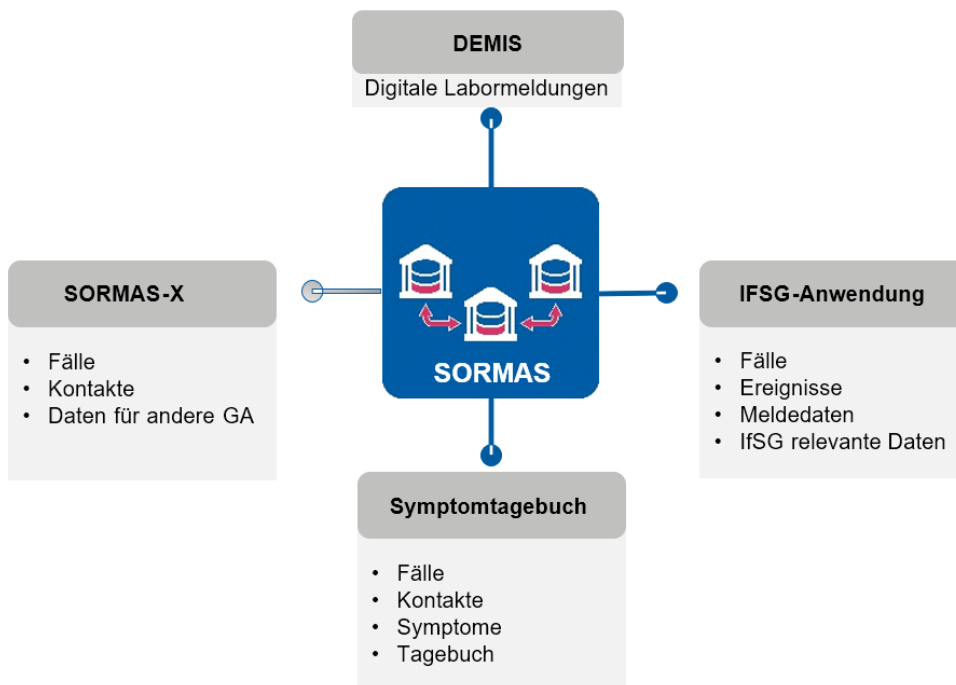 DEMIS
Digitale Labormeldungen
SORMAS-X
• Fälle
• Kontakte
• Daten für andere GA
SORMAS
IFSG-Anwendung
• Fälle
• Ereignisse
• Meldedaten
• IfSG relevante Daten
Symptomtagebuch
• Fälle
• Kontakte
• Symptome
• Tagebuch